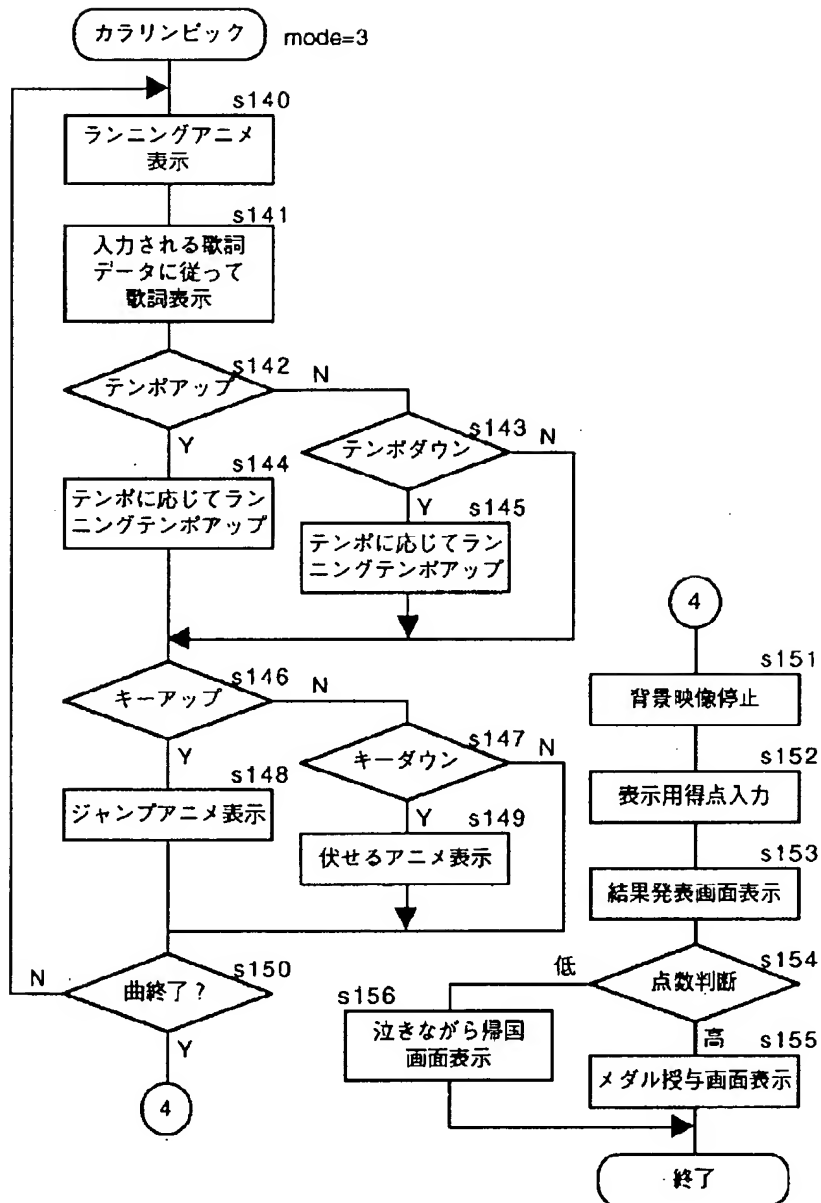 カラリンピック
mode=3
s140
ランニングアニメ
表示
s141
入力される歌詞
データに従って
歌詞表示
s142
テンポアップ
N
Y
s143
テンポダウン
N
Y
s144
テンポに応じてラン
ニングテンポアップ
s145
テンポに応じてラン
ニングテンポアップ
s146
キーアップ
N
Y
s147
キーダウン
N
Y
s148
ジャンプアニメ表示
s149
伏せるアニメ表示
s150
曲終了?
N
Y
4
4
s151
背景映像停止
s152
表示用得点入力
s153
結果発表画面表示
s154
点数判断
低
高
s156
泣きながら帰国
画面表示
s155
メダル授与画面表示
終了